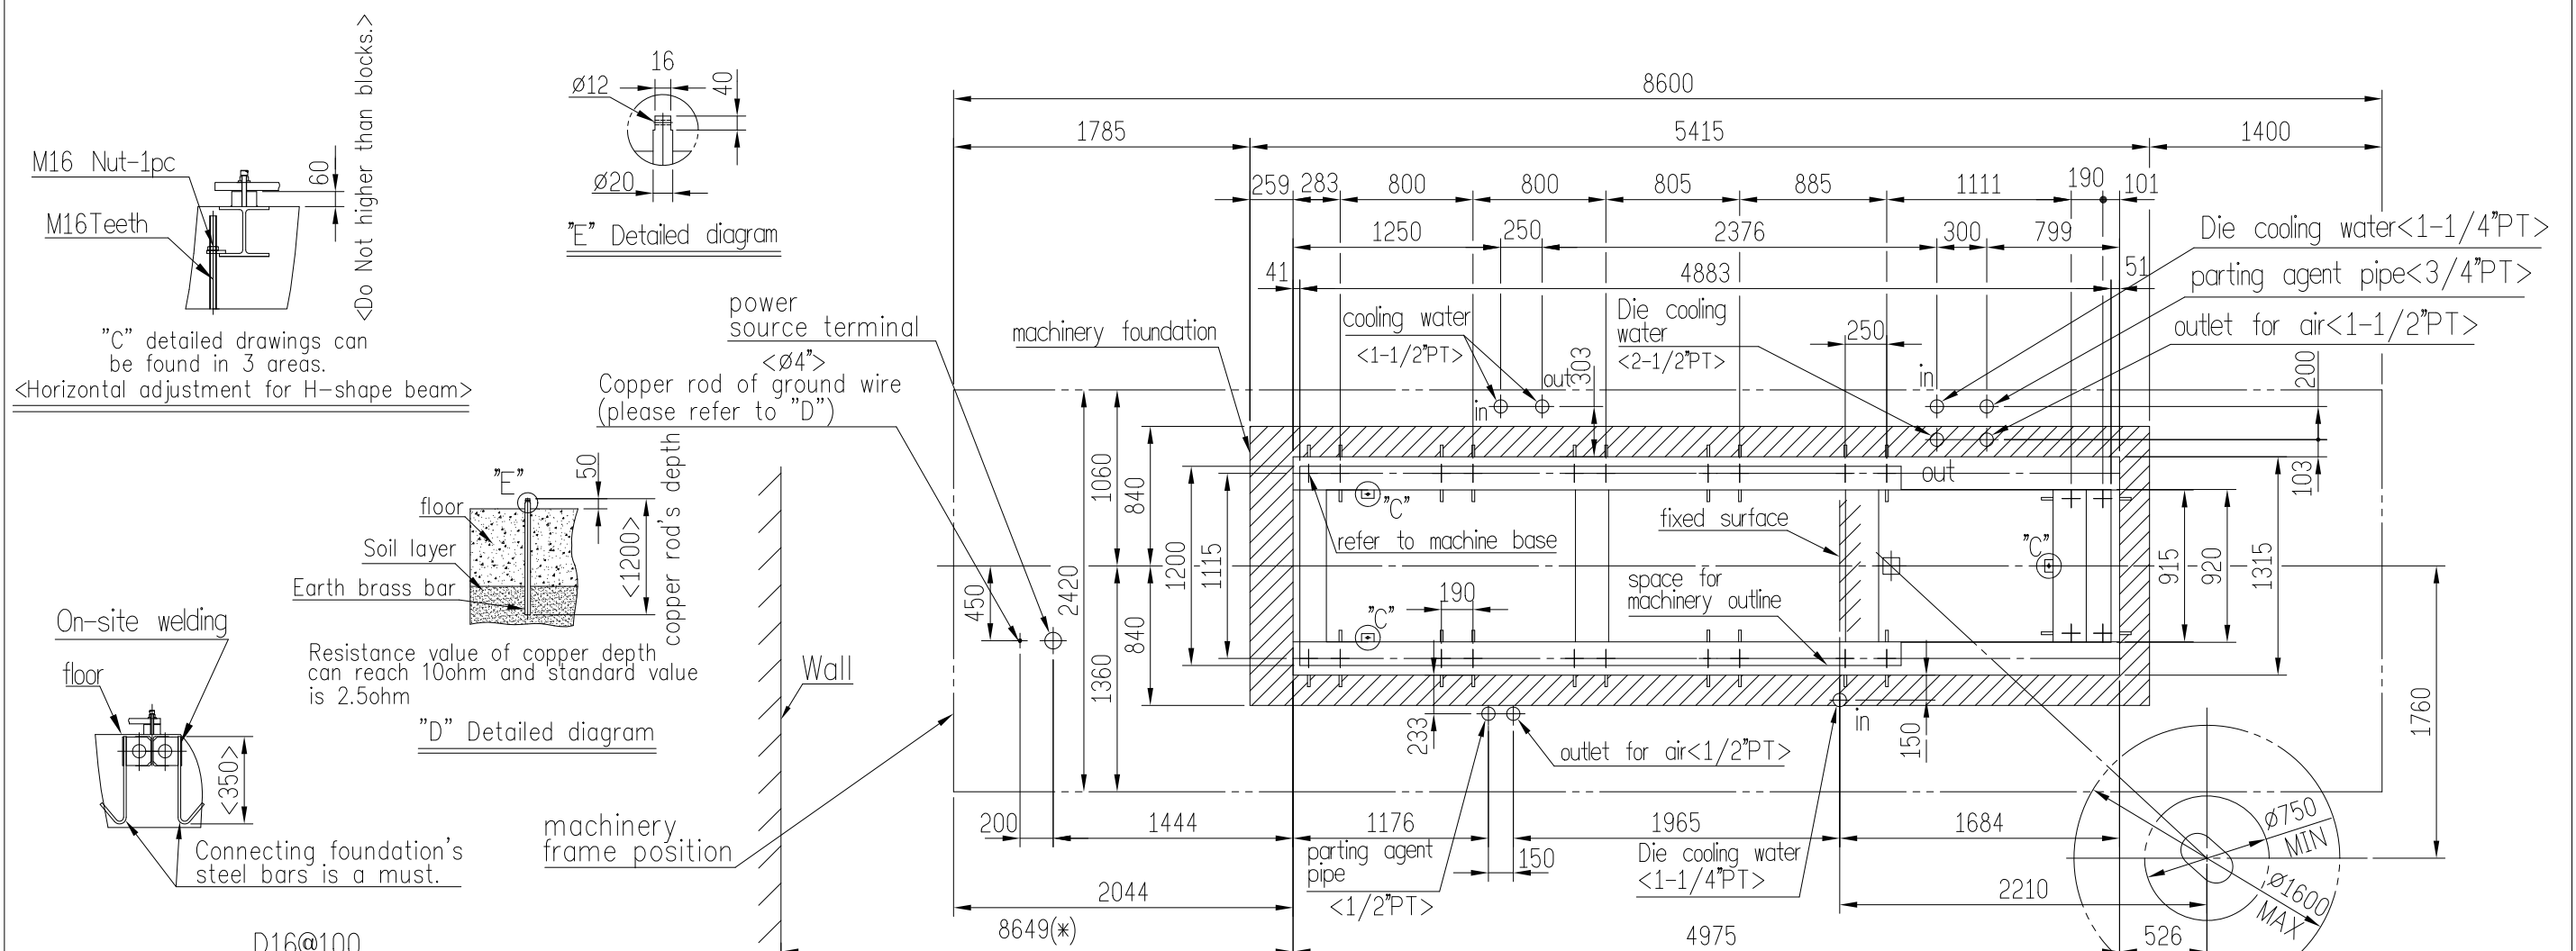 M16 Nut-1pc
M16Teeth
60
<Do Not higher than blocks.>
"C" detailed drawings can
be found in 3 areas.
<Horizontal adjustment for H-shape beam>
16
Ø12
40
Ø20
"E" Detailed diagram
power
source terminal
<Ø4">
Copper rod of ground wire
(please refer to "D")
"E"
50
floor
Soil layer
Earth brass bar
<1200>
copper rod's depth
Resistance value of copper depth
can reach 10ohm and standard value
is 2.5ohm
"D" Detailed diagram
On-site welding
floor
<350>
Connecting foundation's
steel bars is a must.
D16@100
Wall
machinery
frame position
8600
1785
5415
1400
259
283
800
800
805
885
1111
190
101
1250
250
2376
300
799
41
4883
51
Die cooling water<1-1/4"PT>
parting agent pipe<3/4"PT>
outlet for air<1-1/2"PT>
machinery foundation
cooling water
<1-1/2"PT>
303
Die cooling
water
<2-1/2"PT>
250
in
out
in
out
200
103
1060
840
2420
1360
840
450
1200
1115
"C"
refer to machine base
fixed surface
"C"
190
"C"
space for
machinery outline
915
920
1315
1760
233
outlet for air<1/2"PT>
in
150
200
1444
1176
1965
1684
parting agent
pipe
<1/2"PT>
150
Die cooling water
<1-1/4"PT>
2210
2044
8649(*)
4975
526
Ø750
MIN
Ø1600
MAX